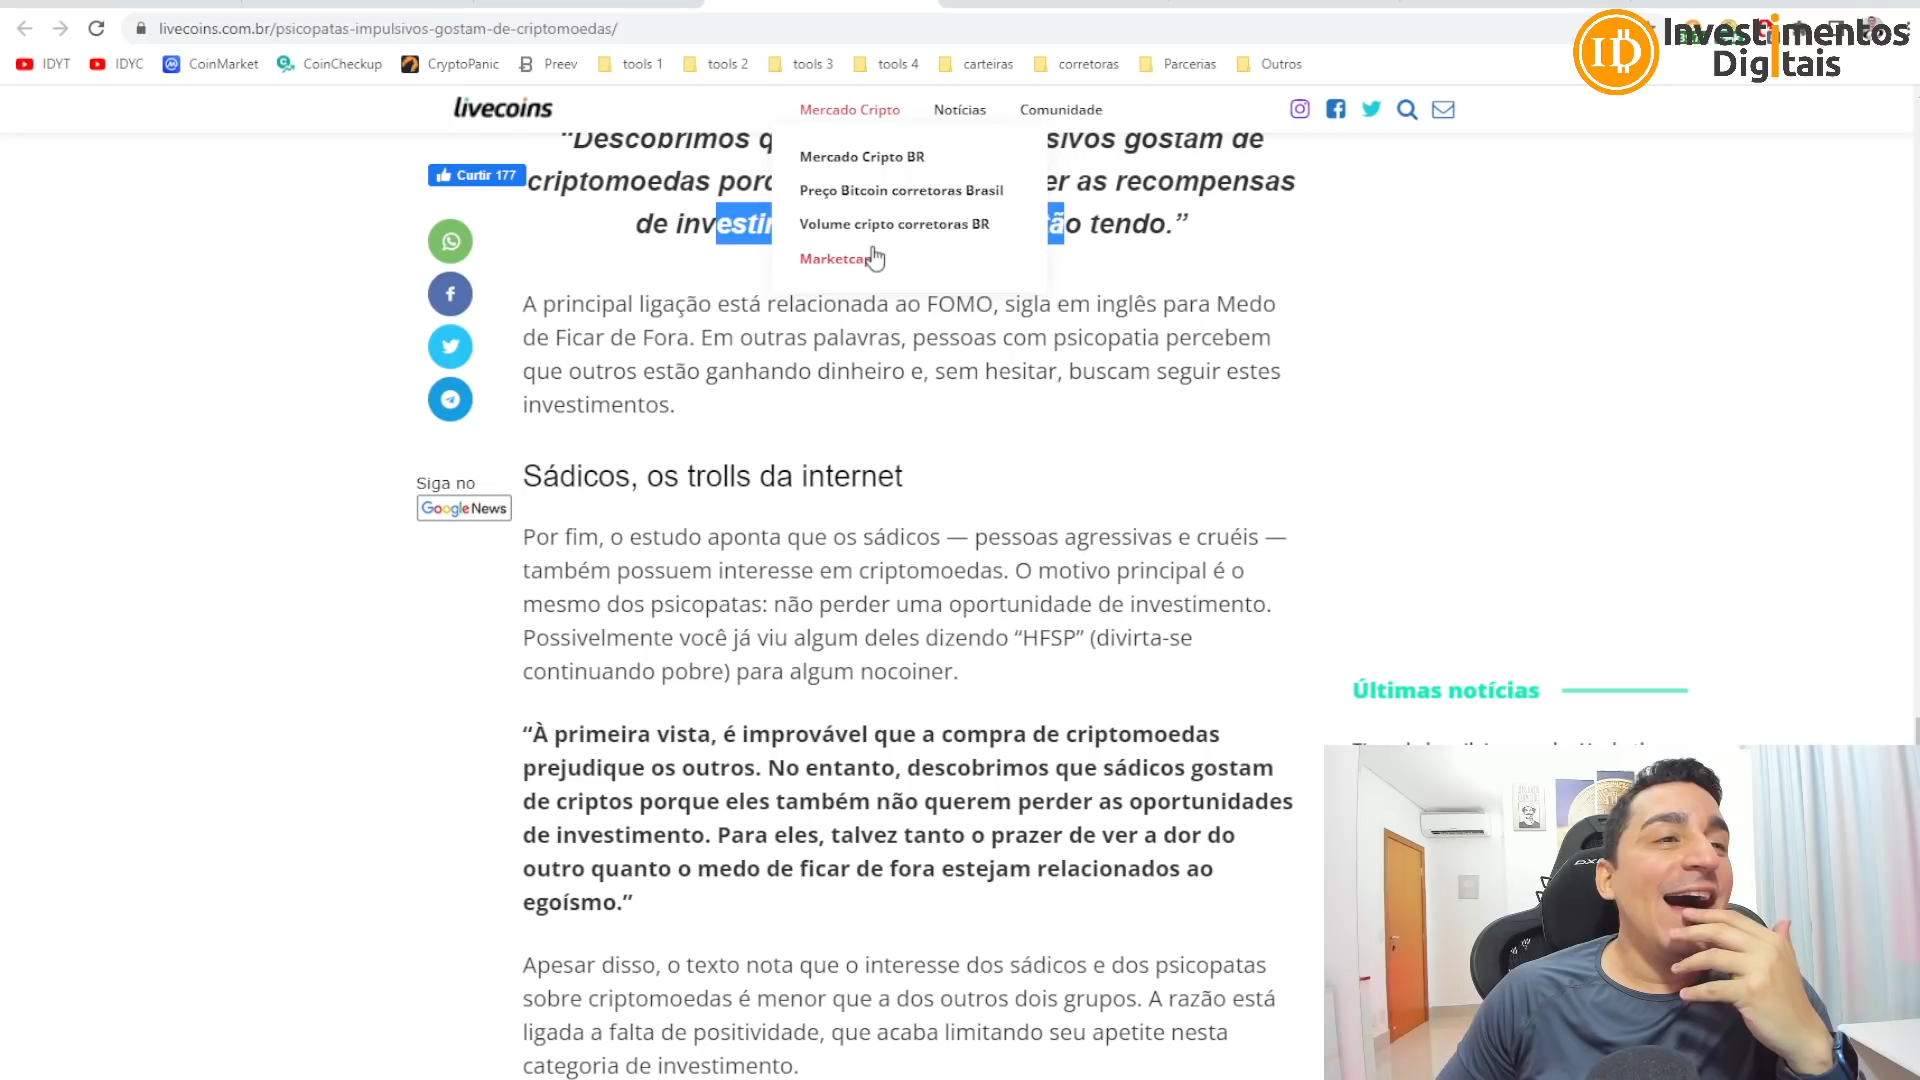 livecoins.com.br/psicopatas-impulsivos-gostam-de-criptomoedas/
Investimentos
Digitais
ID
IDYT IDYC CoinMarket CoinCheckup CryptoPanic Preev tools 1 tools 2 tools 3 tools 4 carteiras corretoras Parcerias Outros
livecoins
Mercado Cripto Notícias Comunidade
Mercado Cripto BR
Preço Bitcoin corretoras Brasil
Volume cripto corretoras BR
Curtir 177
“Descobrimos sivos gostam de
criptomoedas er as recompensas
de tendo.”
A principal ligação está relacionada ao FOMO, sigla em inglês para Medo
de Ficar de Fora. Em outras palavras, pessoas com psicopatia percebem
que outros estão ganhando dinheiro e, sem hesitar, buscam seguir estes
investimentos.
Siga no
Google News
Sádicos, os trolls da internet
Por fim, o estudo aponta que os sádicos — pessoas agressivas e cruéis —
também possuem interesse em criptomoedas. O motivo principal é o
mesmo dos psicopatas: não perder uma oportunidade de investimento.
Possivelmente você já viu algum deles dizendo “HFSP” (divirta-se
continuando pobre) para algum nocoiner.
“À primeira vista, é improvável que a compra de criptomoedas
prejudique os outros. No entanto, descobrimos que sádicos gostam
de criptos porque eles também não querem perder as oportunidades
de investimento. Para eles, talvez tanto o prazer de ver a dor do
outro quanto o medo de ficar de fora estejam relacionados ao
egoísmo.”
Apesar disso, o texto nota que o interesse dos sádicos e dos psicopatas
sobre criptomoedas é menor que a dos outros dois grupos. A razão está
ligada a falta de positividade, que acaba limitando seu apetite nesta
categoria de investimento.
Últimas notícias